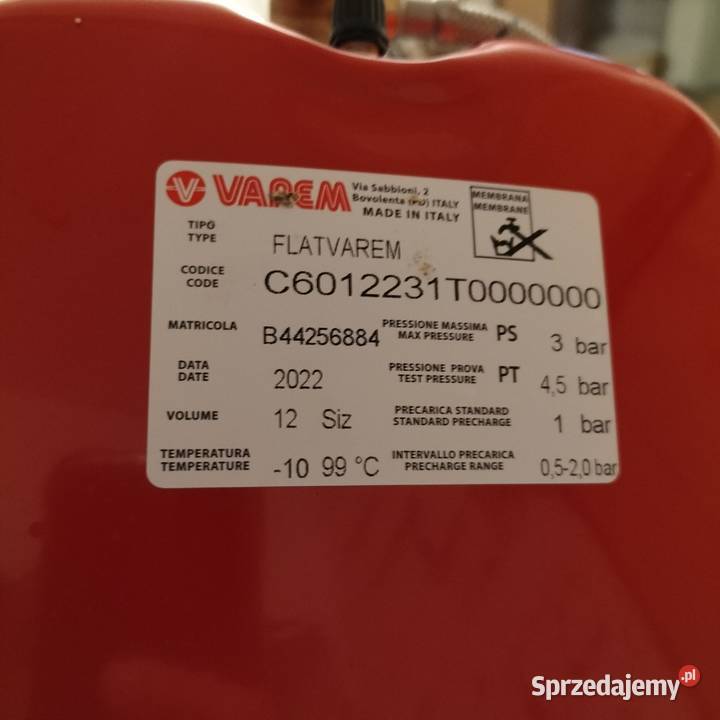 VAREM
Via Sabbioni, 2
Bovolenta (PD) ITALY
MADE IN ITALY
MEMBRANA
MEMBRANE
TIPO
TYPE
FLATVAREM
CODICE
CODE
C6012231T0000000
MATRICOLA
B44256884
PRESSIONE MASSIMA
MAX PRESSURE
PS
3 bar
DATA
DATE
2022
PRESSIONE PROVA
TEST PRESSURE
PT
4,5 bar
VOLUME
12 Siz
PRECARICA STANDARD
STANDARD PRECHARGE
1 bar
TEMPERATURA
TEMPERATURE
-10 99 °C
INTERVALLO PRECARICA
PRECHARGE RANGE
0,5-2,0 bar
Sprzedajemy.pl